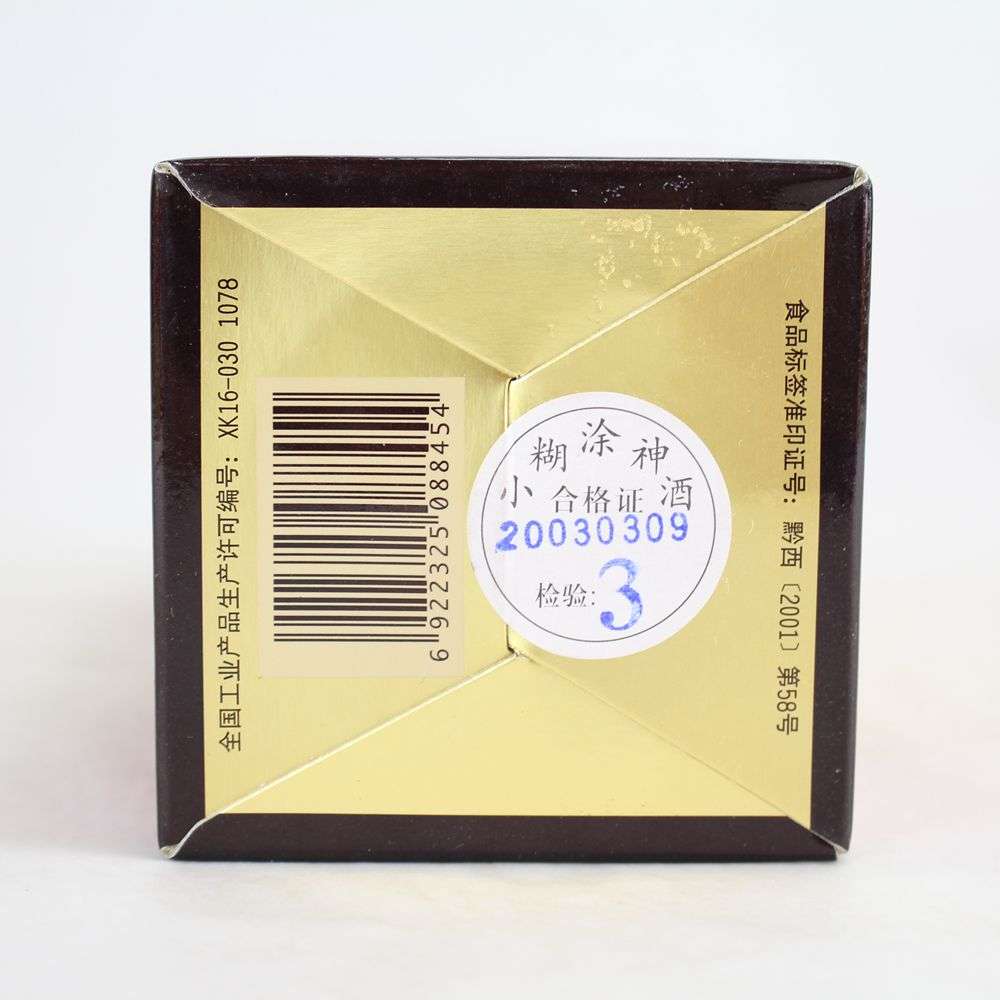 全国工业产品生产许可编号: XK16-030 1078
6 922325 088454
小糊涂神酒
合格证
20030309
检验: 3
食品标签准印证号: 黔西〔2001〕第58号